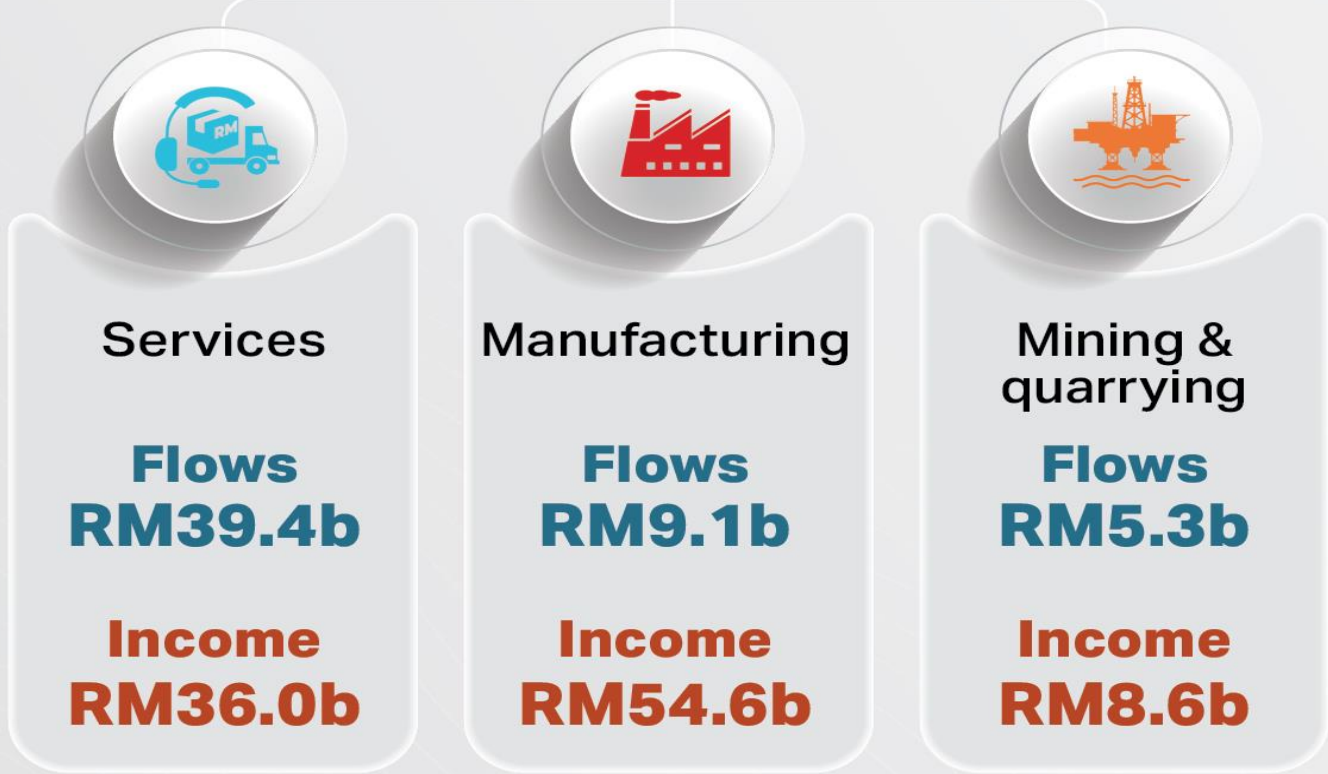 RM
Services
Flows
RM39.4b
Income
RM36.0b
Manufacturing
Flows
RM9.1b
Income
RM54.6b
Mining &
quarrying
Flows
RM5.3b
Income
RM8.6b